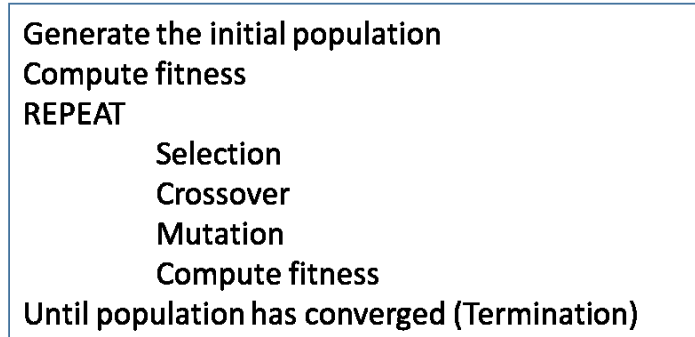 Generate the initial population
Compute fitness
REPEAT
Selection
Crossover
Mutation
Compute fitness
Until population has converged (Termination)